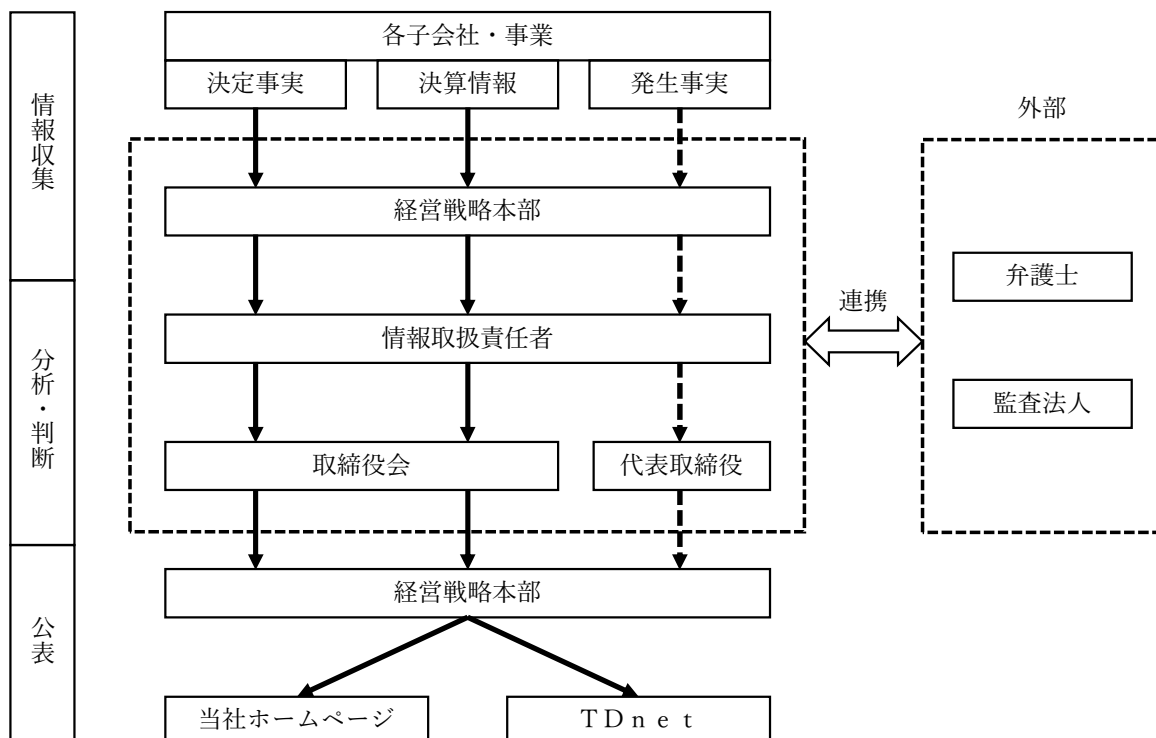 各子会社・事業
決定事実
決算情報
発生事実
情報収集
外部
経営戦略本部
弁護士
連携
情報取扱責任者
分析・判断
監査法人
取締役会
代表取締役
経営戦略本部
公表
当社ホームページ
ＴＤｎｅｔ